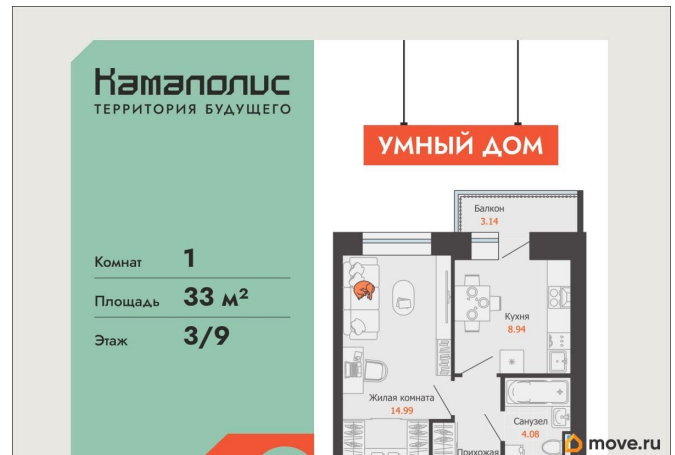 Камаполис
ТЕРРИТОРИЯ БУДУЩЕГО
Комнат 1
Площадь 33 м²
Этаж 3/9
УМНЫЙ ДОМ
Балкон
3.14
Кухня
8.94
Жилая комната
14.99
Санузел
4.08
Прихожая
move.ru